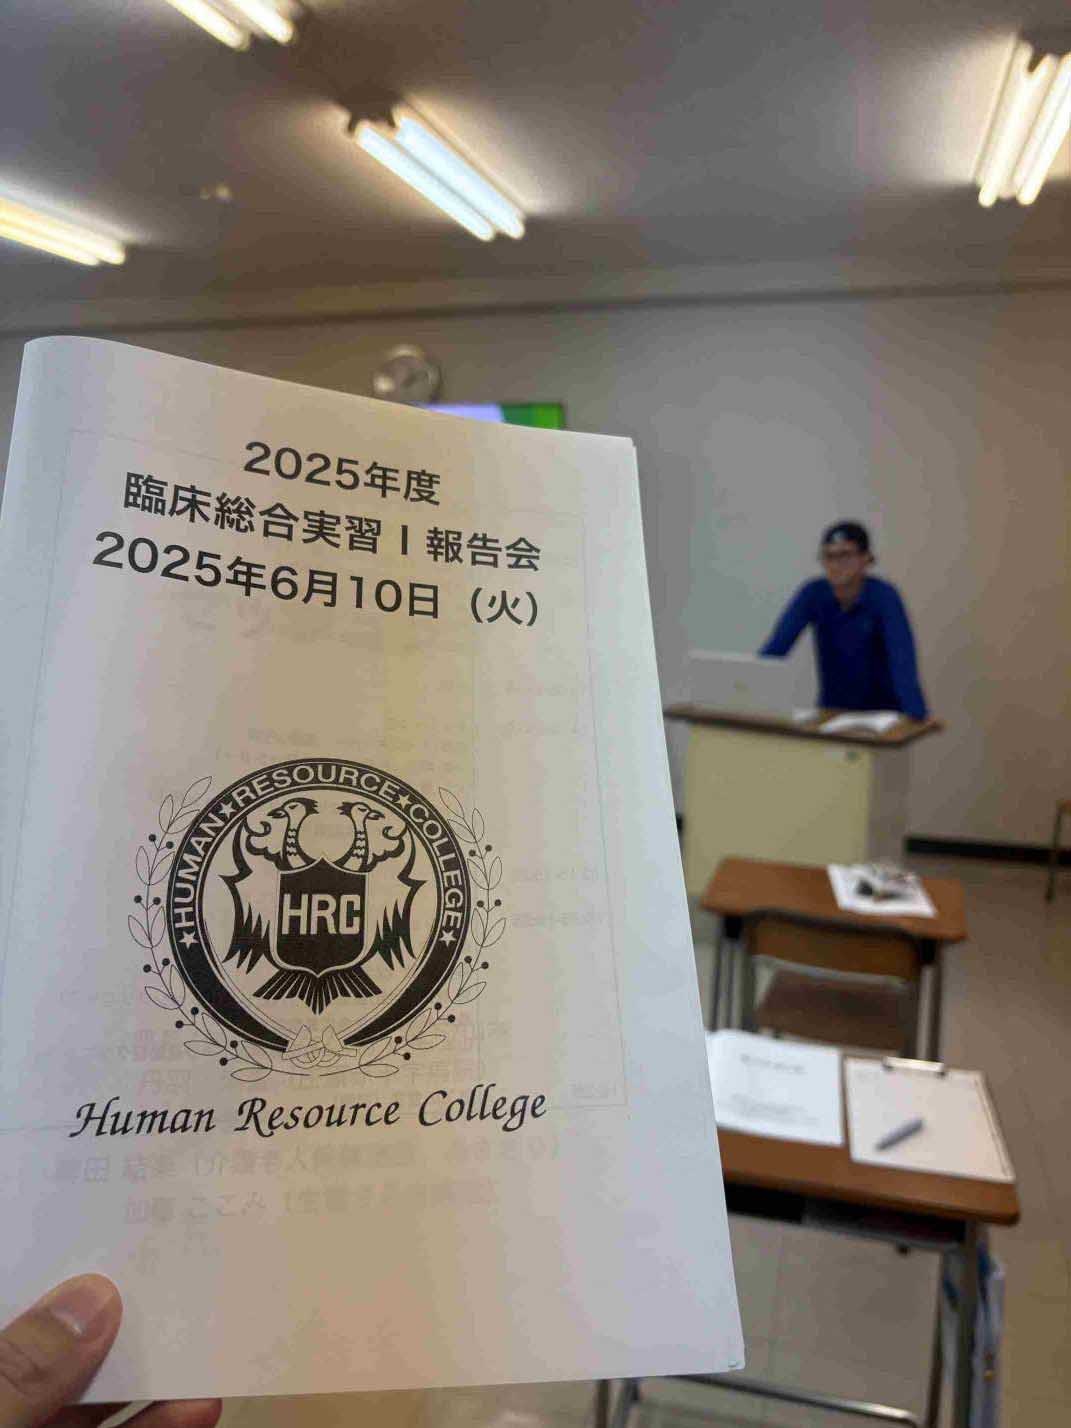 2025年度
臨床総合実習Ⅰ報告会
2025年6月10日（火）
★HUMAN★RESOURCE★COLLEGE★
HRC
Human Resource College